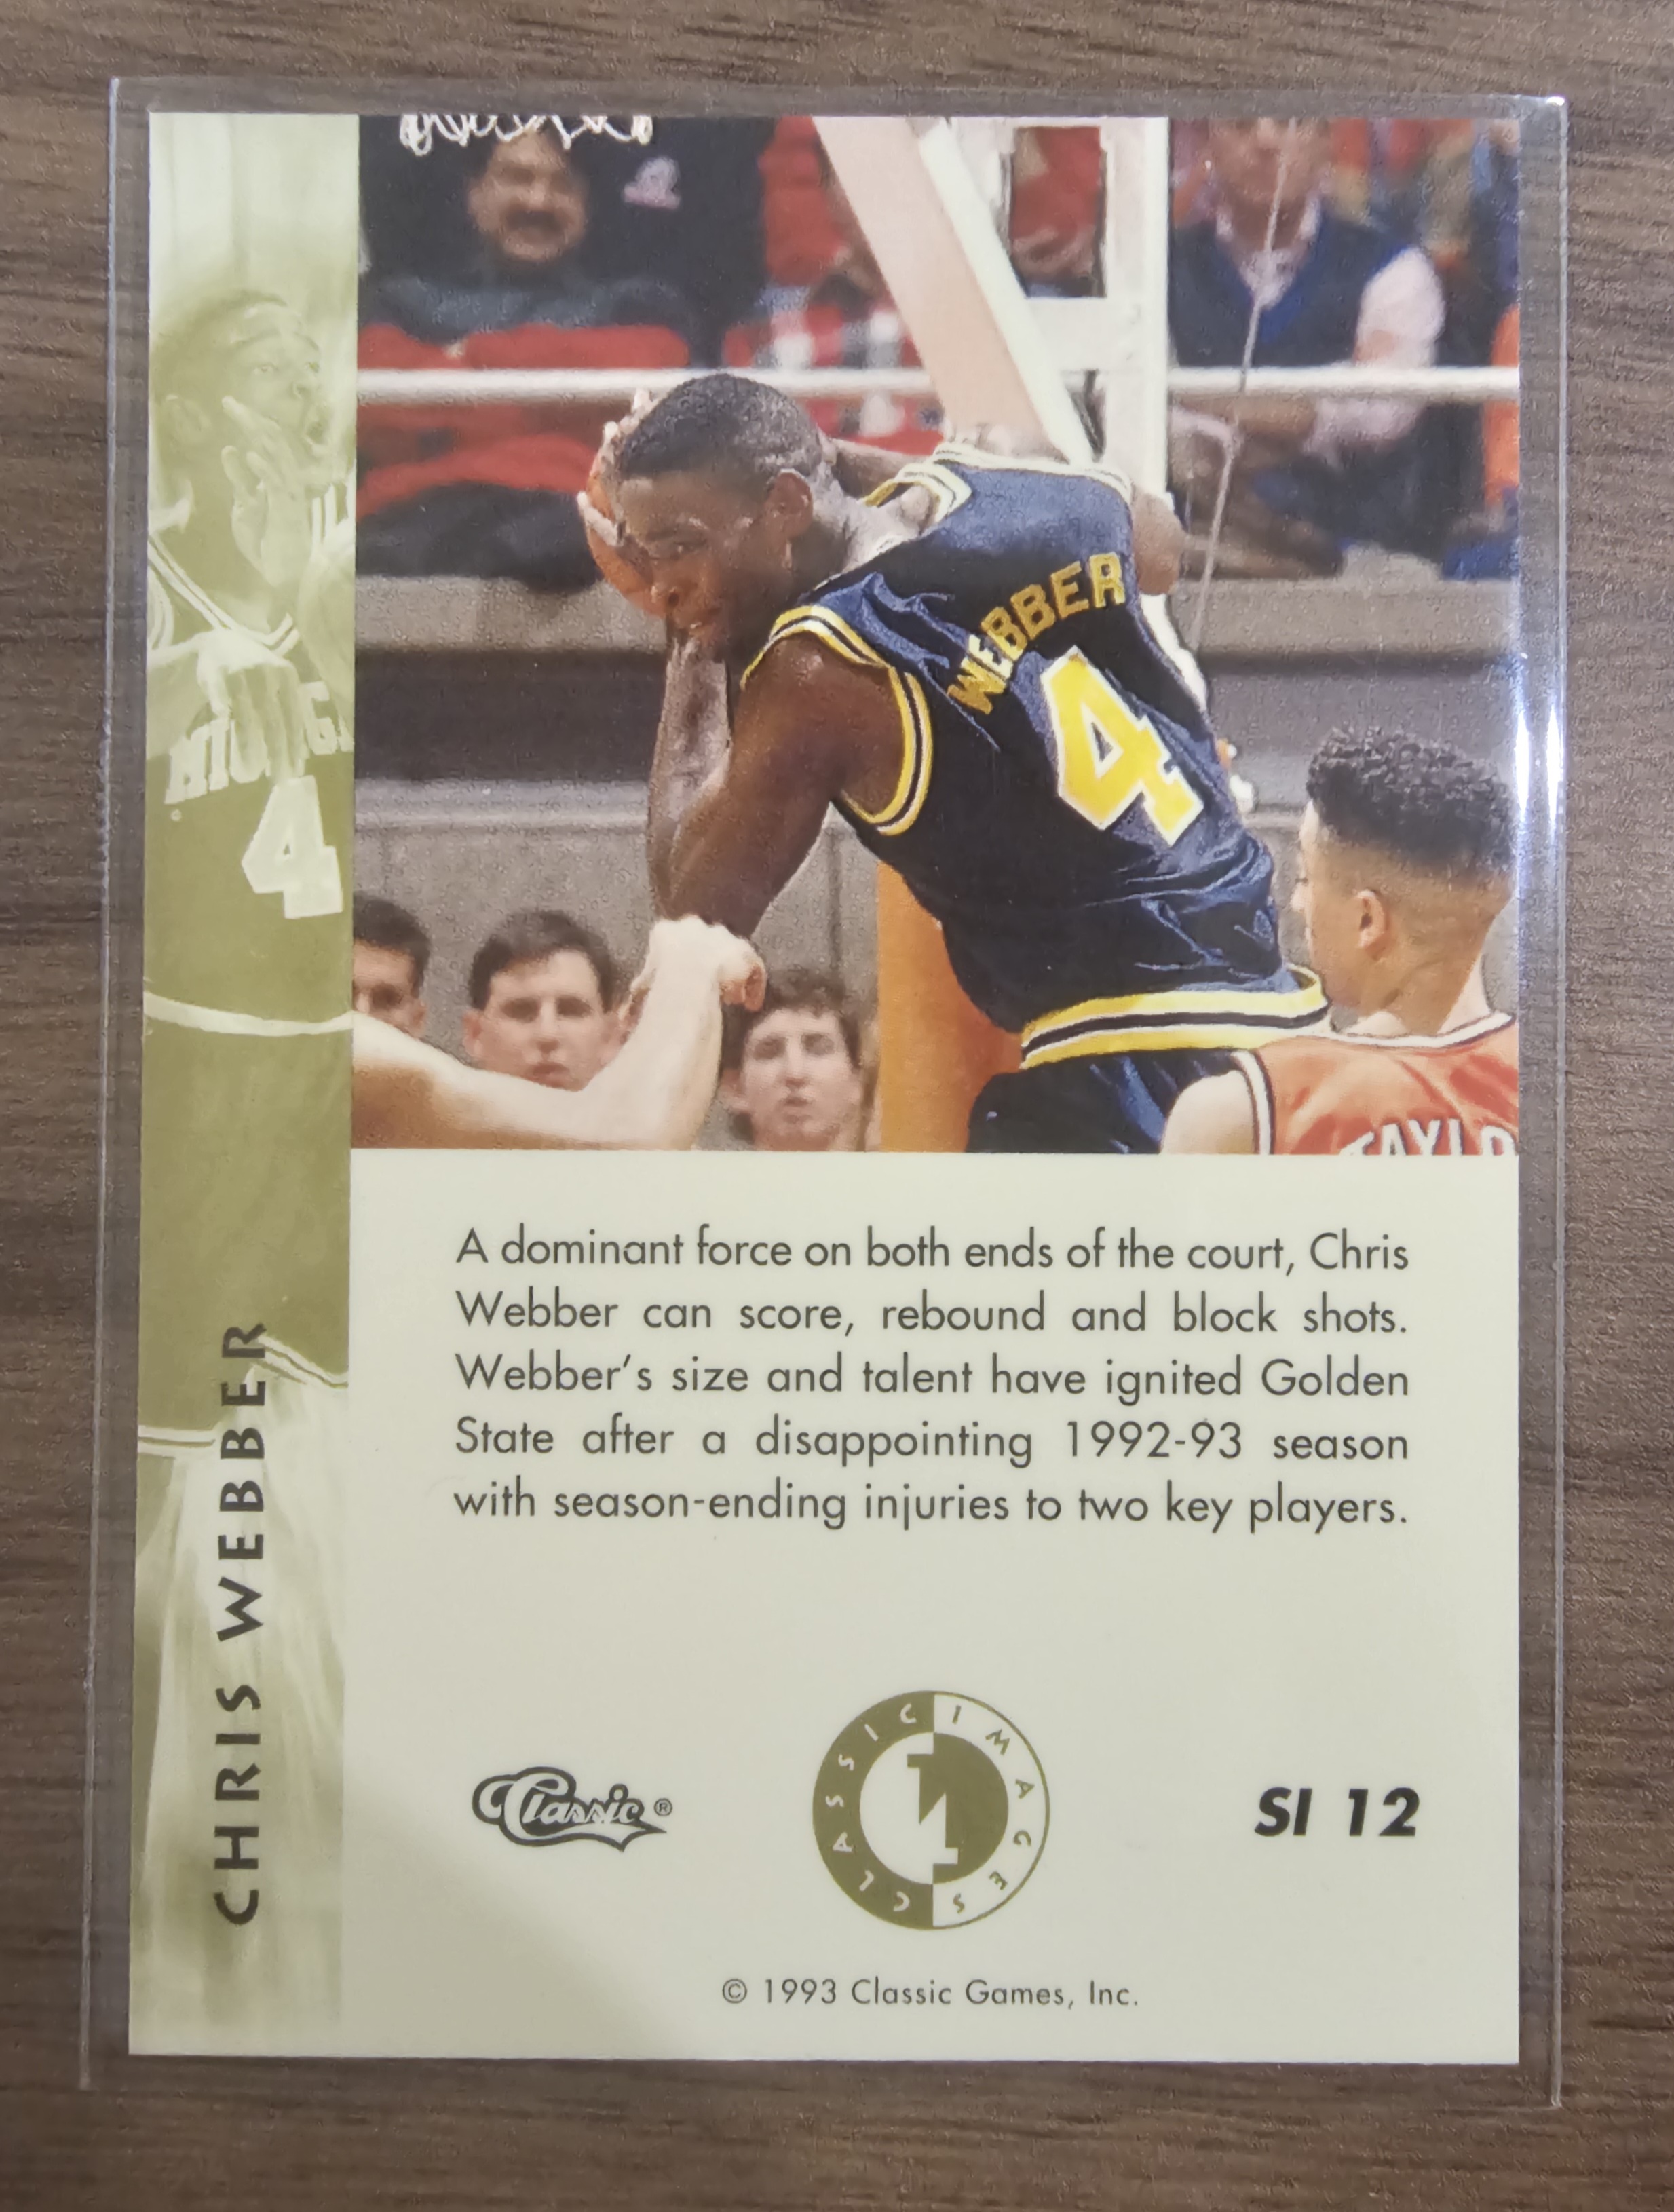 WEBBER
4
4
TAYLO
CHRIS WEBBER
A dominant force on both ends of the court, Chris
Webber can score, rebound and block shots.
Webber's size and talent have ignited Golden
State after a disappointing 1992-93 season
with season-ending injuries to two key players.
Classic®
CLASSIC IMAGES
SI 12
© 1993 Classic Games, Inc.